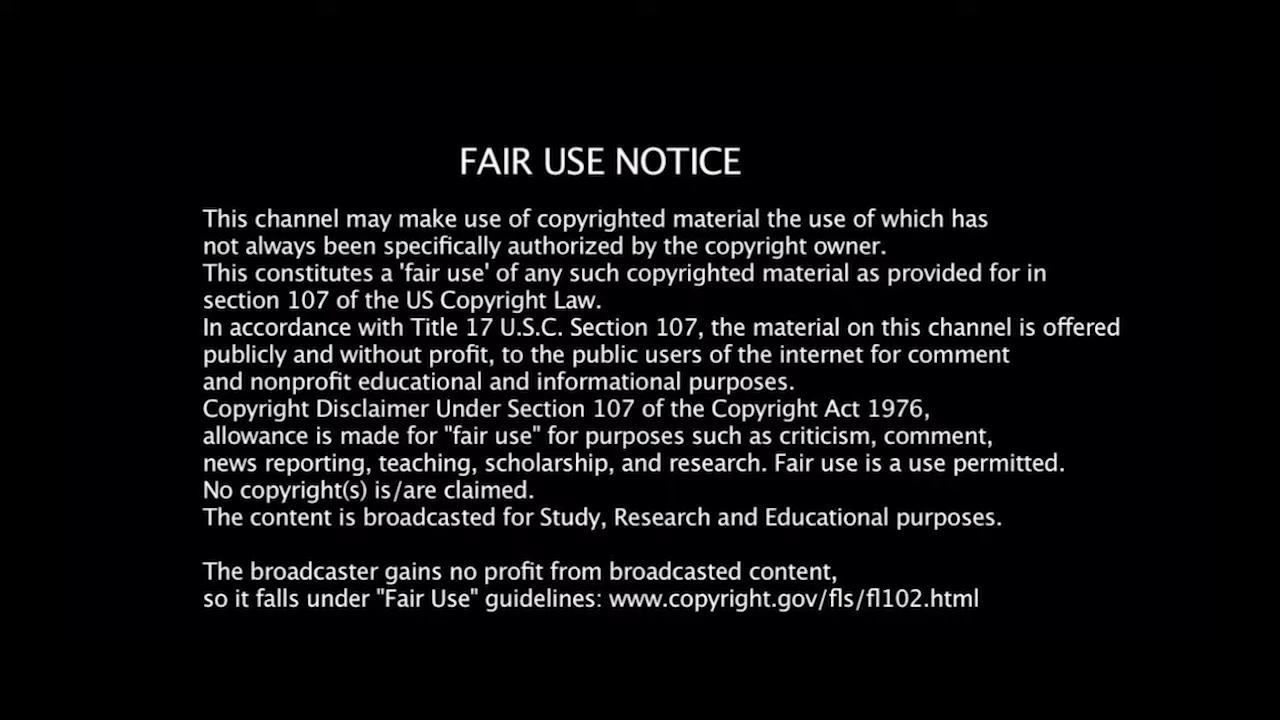 FAIR USE NOTICE
This channel may make use of copyrighted material the use of which has
not always been specifically authorized by the copyright owner.
This constitutes a 'fair use' of any such copyrighted material as provided for in
section 107 of the US Copyright Law.
In accordance with Title 17 U.S.C. Section 107, the material on this channel is offered
publicly and without profit, to the public users of the internet for comment
and nonprofit educational and informational purposes.
Copyright Disclaimer Under Section 107 of the Copyright Act 1976,
allowance is made for "fair use" for purposes such as criticism, comment,
news reporting, teaching, scholarship, and research. Fair use is a use permitted.
No copyright(s) is/are claimed.
The content is broadcasted for Study, Research and Educational purposes.
The broadcaster gains no profit from broadcasted content,
so it falls under "Fair Use" guidelines: www.copyright.gov/fls/fl102.html